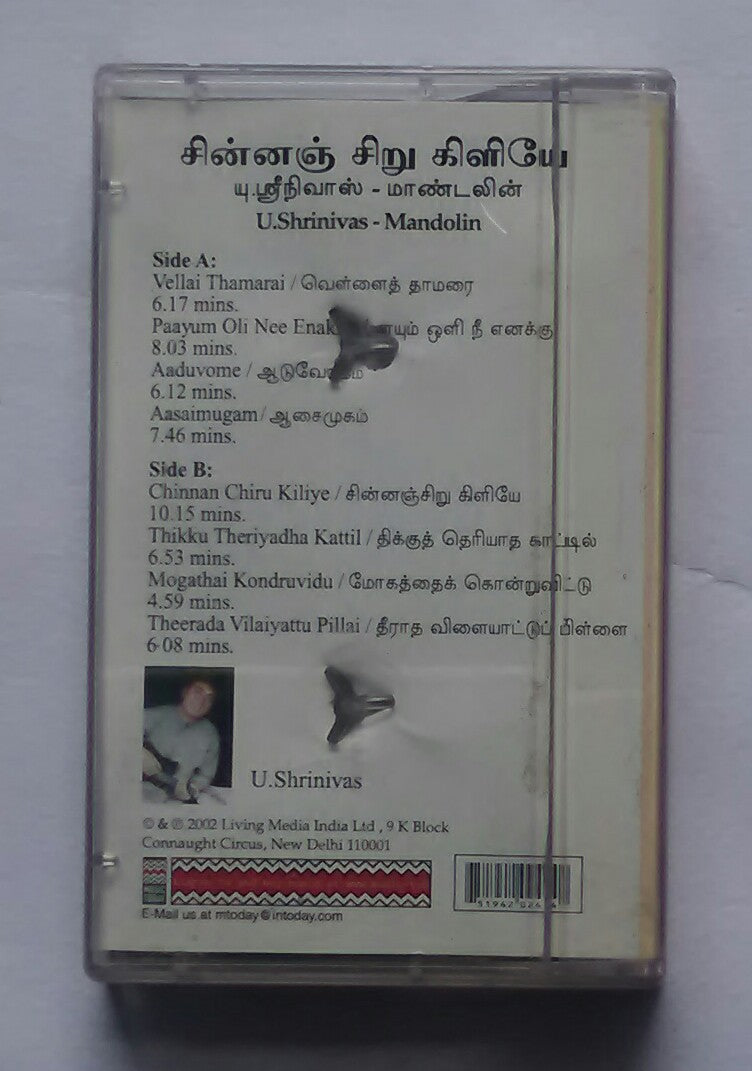 சின்னஞ் சிறு கிளியே
யு.ஸ்ரீநிவாஸ் - மாண்டலின்
U.Shrinivas - Mandolin
Side A:
Vellai Thamarai / வெள்ளைத் தாமரை
6.17 mins.
Paayum Oli Nee ஒளி நீ எனக்கு
8.03 mins.
Aaduvome /
6.12 mins.
Aasaimugam / ஆசைமுகம்
7.46 mins.
Side B:
Chinnan Chiru Kiliye / சின்னஞ்சிறு கிளியே
10.15 mins.
Thikku Theriyadha Kattil / திக்குத் தெரியாத காட்டில்
6.53 mins.
Mogathai Kondruvidu / மோகத்தைக் கொன்றுவிட்டு
4.59 mins.
Theerada Vilaiyattu Pillai / தீராத விளையாட்டுப் பிள்ளை
6.08 mins.
U.Shrinivas
© & ℗ 2002 Living Media India Ltd , 9 K Block
Connaught Circus, New Delhi 110001
E-Mail us at mtoday@intoday.com